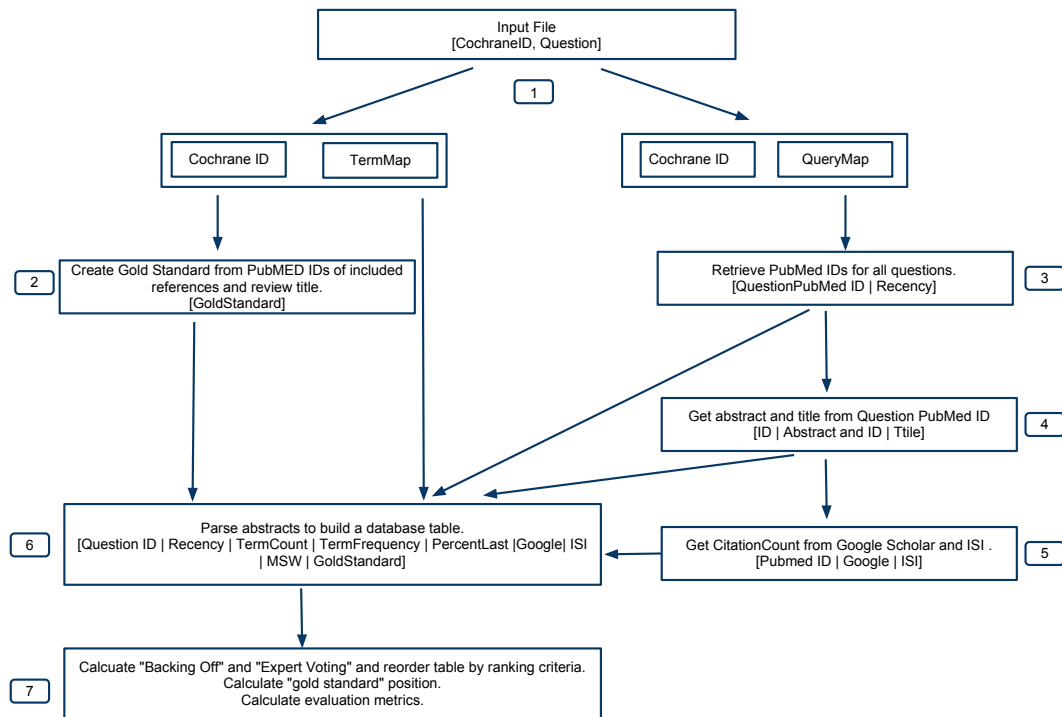 Input File
[CochraneID, Question]
1
Cochrane ID
TermMap
Cochrane ID
QueryMap
2
Create Gold Standard from PubMED IDs of included
references and review title.
[GoldStandard]
Retrieve PubMed IDs for all questions.
[QuestionPubMed ID | Recency]
3
Get abstract and title from Question PubMed ID
[ID | Abstract and ID | Ttile]
4
6
Parse abstracts to build a database table.
[Question ID | Recency | TermCount | TermFrequency | PercentLast |Google| ISI
| MSW | GoldStandard]
Get CitationCount from Google Scholar and ISI .
[Pubmed ID | Google | ISI]
5
7
Calcuate "Backing Off" and "Expert Voting" and reorder table by ranking criteria.
Calculate "gold standard" position.
Calculate evaluation metrics.